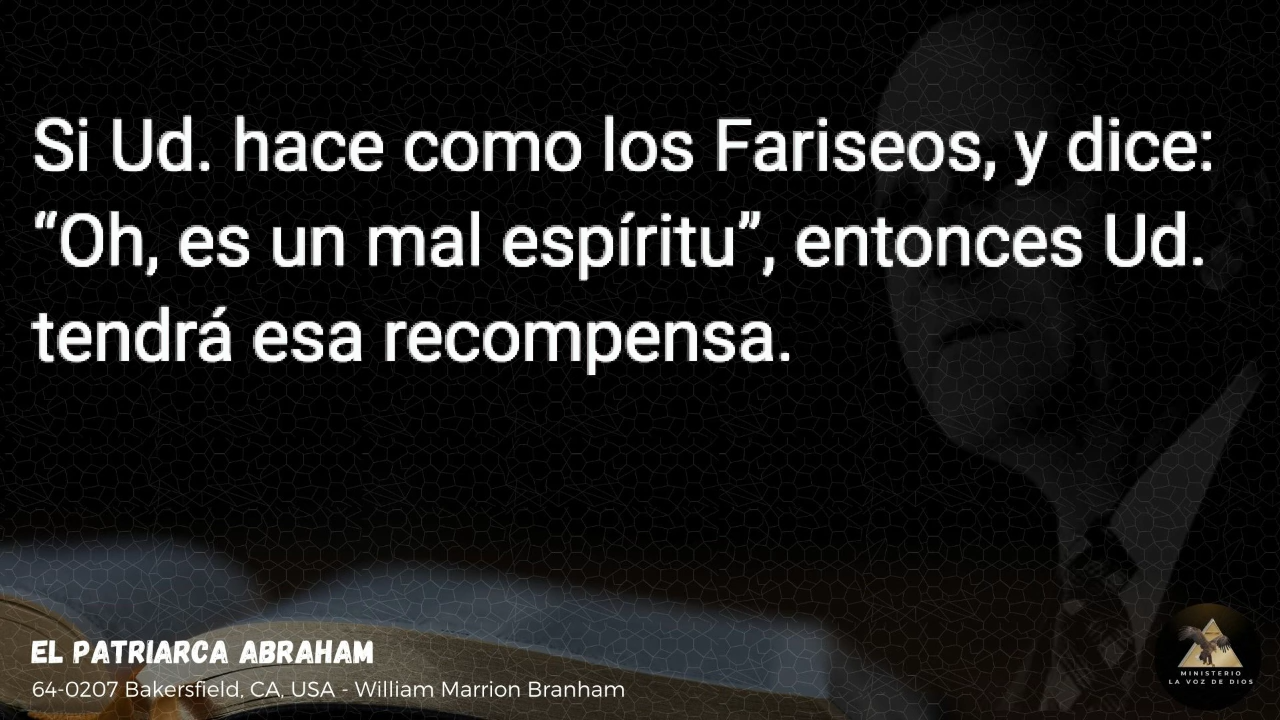 Si Ud. hace como los Fariseos, y dice:
“Oh, es un mal espíritu”, entonces Ud.
tendrá esa recompensa.
EL PATRIARCA ABRAHAM
64-0207 Bakersfield, CA, USA - William Marrion Branham
MINISTERIO
LA VOZ DE DIOS